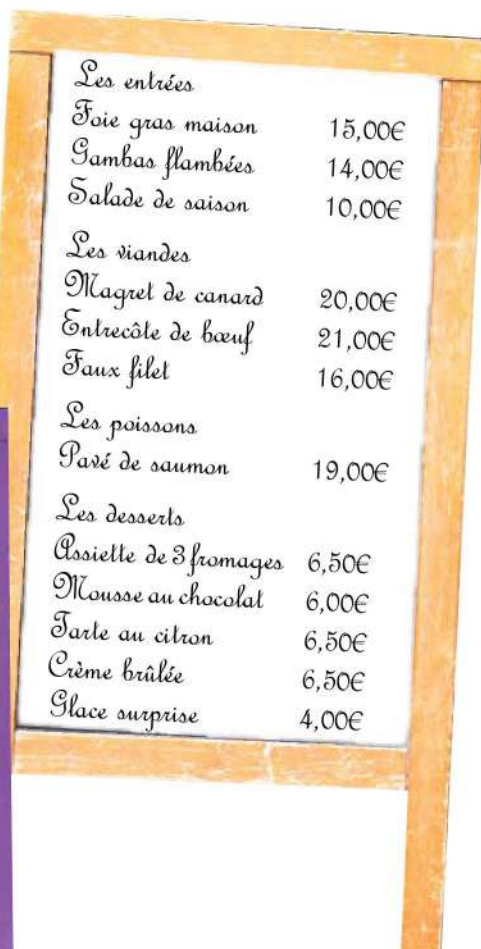 Les entrées
Foie gras maison 15,00€
Gambas flambées 14,00€
Salade de saison 10,00€
Les viandes
Magret de canard 20,00€
Entrecôte de bœuf 21,00€
Faux filet 16,00€
Les poissons
Pavé de saumon 19,00€
Les desserts
Assiette de 3 fromages 6,50€
Mousse au chocolat 6,00€
Tarte au citron 6,50€
Crème brûlée 6,50€
Glace surprise 4,00€